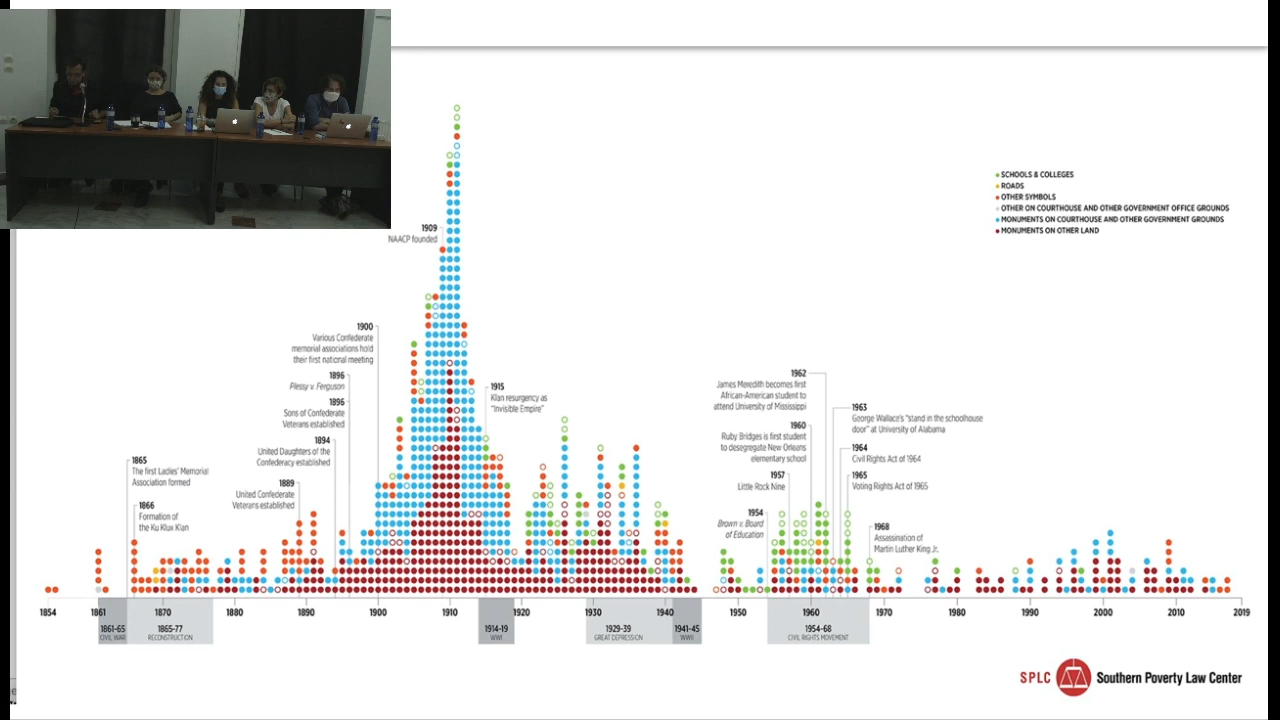 SCHOOLS & COLLEGES
ROADS
OTHER SYMBOLS
OTHER ON COURTHOUSE AND OTHER GOVERNMENT OFFICE GROUNDS
MONUMENTS ON COURTHOUSE AND OTHER GOVERNMENT GROUNDS
MONUMENTS ON OTHER LAND
1909
NAACP founded
1900
Various Confederate
memorial associations hold
their first national meeting
1896
Plessy v. Ferguson
1896
Sons of Confederate
Veterans established
1894
United Daughters of the
Confederacy established
1889
United Confederate
Veterans established
1865
The first Ladies' Memorial
Association formed
1866
Formation of
the Ku Klux Klan
1915
Klan resurgency as
"Invisible Empire"
1962
James Meredith becomes first
African-American student to
attend University of Mississippi
1960
Ruby Bridges is first student
to desegregate New Orleans
elementary school
1957
Little Rock Nine
1954
Brown v. Board
of Education
1963
George Wallace's "stand in the schoolhouse
door" at University of Alabama
1964
Civil Rights Act of 1964
1965
Voting Rights Act of 1965
1968
Assassination of
Martin Luther King Jr.
1854 1861 1870 1880 1890 1900 1910 1920 1930 1940 1950 1960 1970 1980 1990 2000 2010 2019
1861-65
CIVIL WAR
1865-77
RECONSTRUCTION
1914-19
WWI
1929-39
GREAT DEPRESSION
1941-45
WWII
1954-68
CIVIL RIGHTS MOVEMENT
SPLC Southern Poverty Law Center